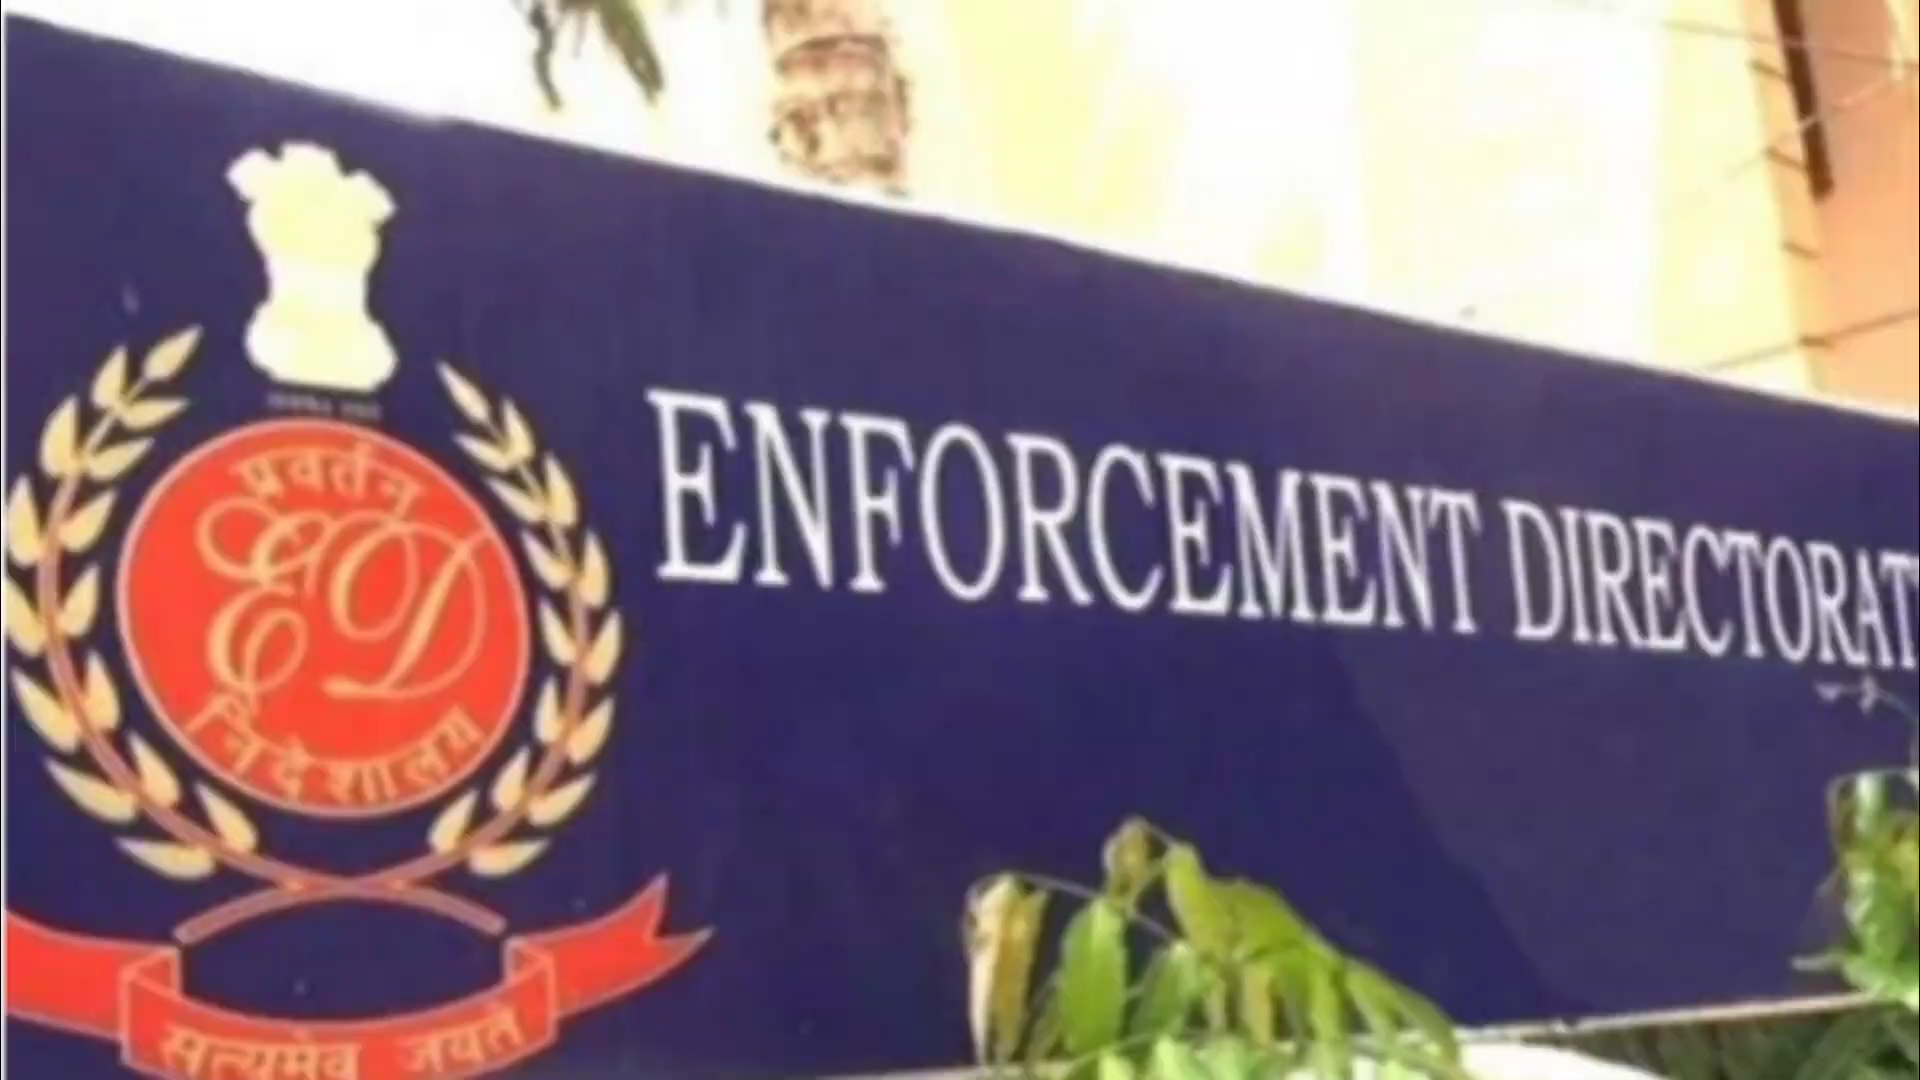 प्रवर्तन
ED
निदेशालय
सत्यमेव जयते
ENFORCEMENT DIRECTORAT